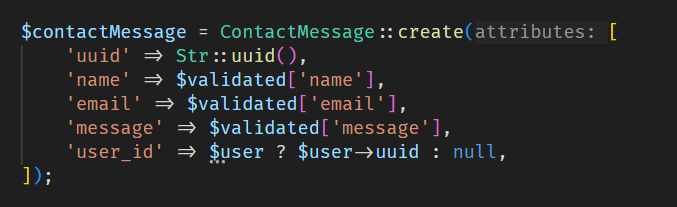 $contactMessage = ContactMessage::create(attributes: [
    'uuid' => Str::uuid(),
    'name' => $validated['name'],
    'email' => $validated['email'],
    'message' => $validated['message'],
    'user_id' => $user ? $user->uuid : null,
]);